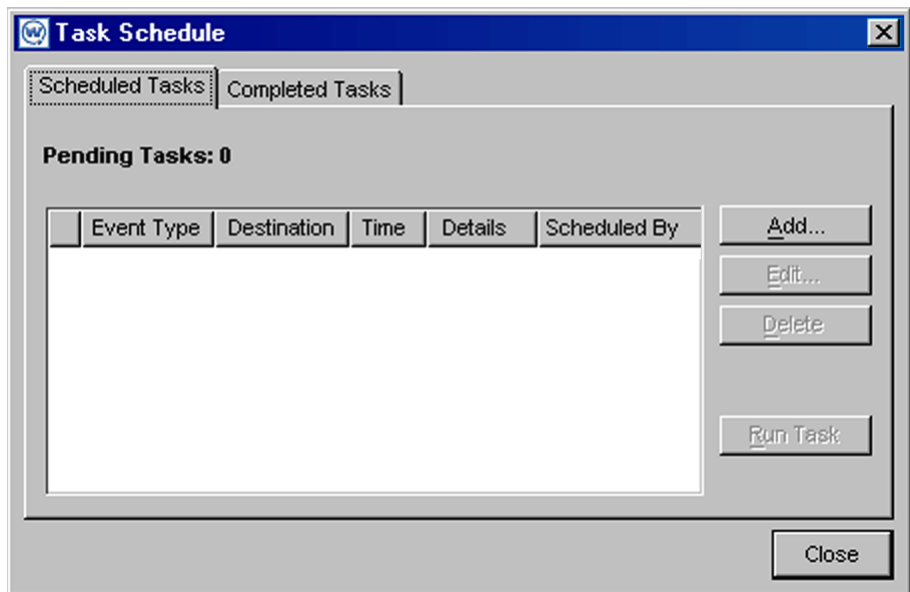 Task Schedule
Scheduled Tasks Completed Tasks
Pending Tasks: 0
Event Type Destination Time Details Scheduled By
Add...
Edit...
Delete
Run Task
Close